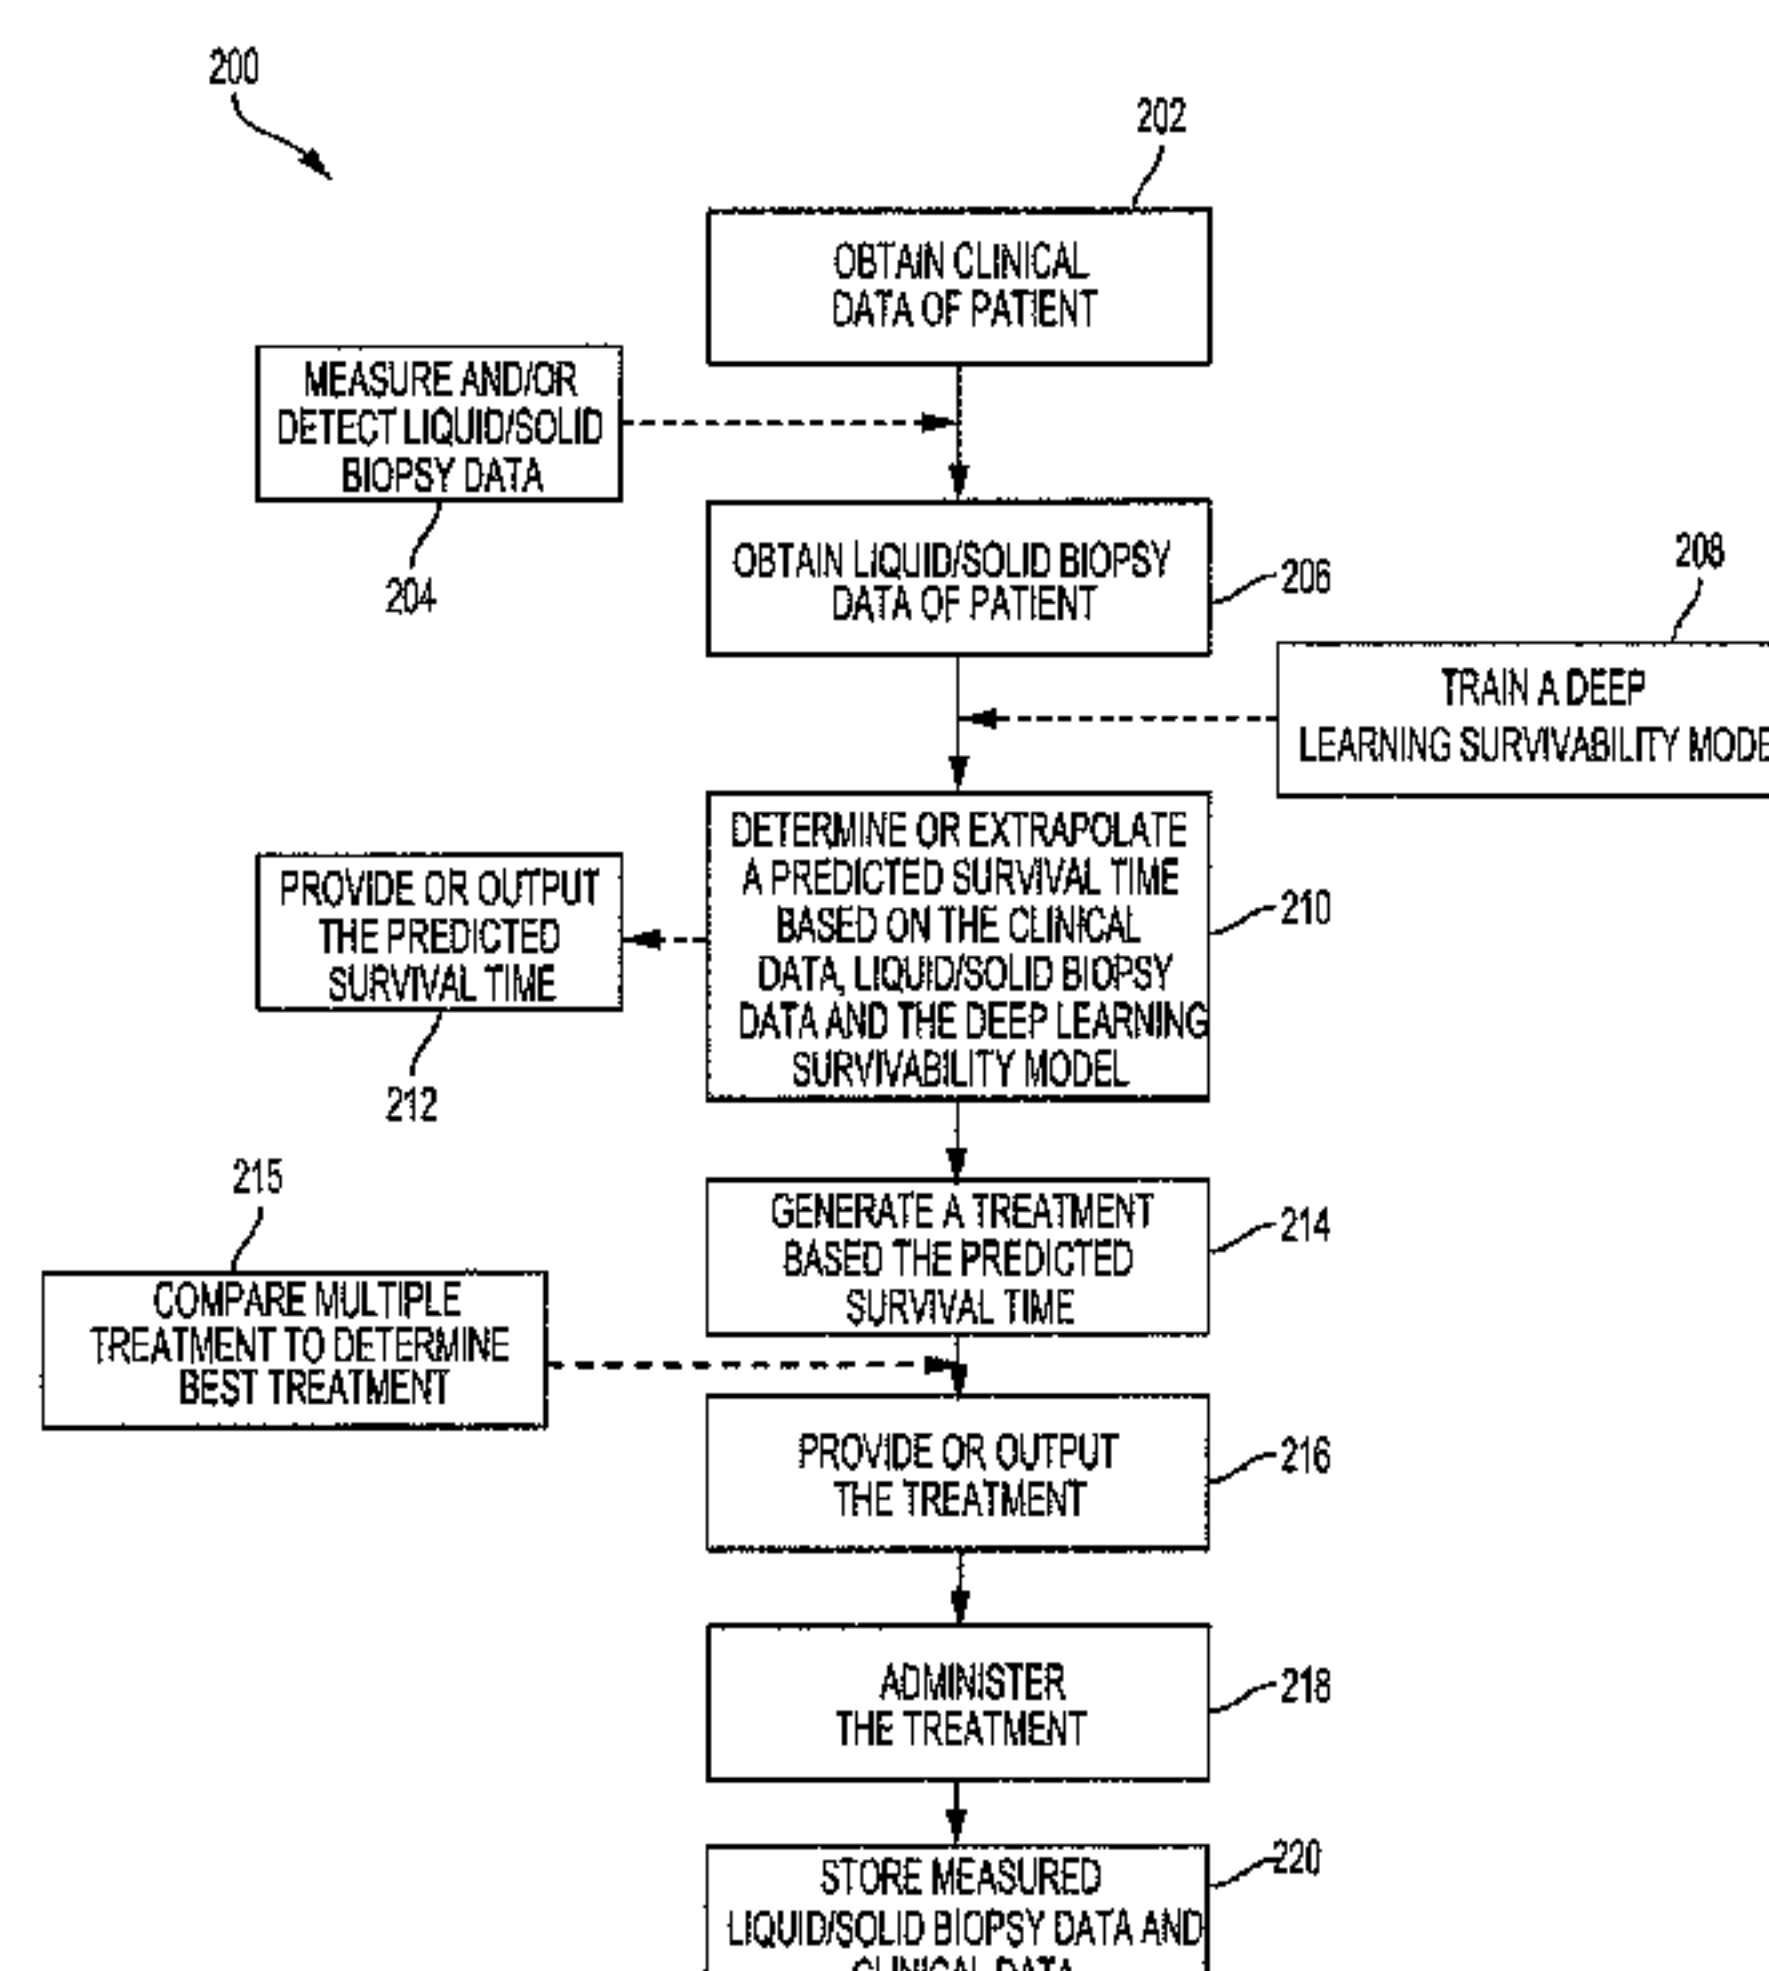 200
202
OBTAIN CLINICAL
DATA OF PATIENT
MEASURE AND/OR
DETECT LIQUID/SOLID
BIOPSY DATA
204
OBTAIN LIQUID/SOLID BIOPSY
DATA OF PATIENT
206
208
TRAIN A DEEP
LEARNING SURVIVABILITY MODE
DETERMINE OR EXTRAPOLATE
A PREDICTED SURVIVAL TIME
BASED ON THE CLINICAL
DATA, LIQUID/SOLID BIOPSY
DATA AND THE DEEP LEARNING
SURVIVABILITY MODEL
210
PROVIDE OR OUTPUT
THE PREDICTED
SURVIVAL TIME
212
GENERATE A TREATMENT
BASED THE PREDICTED
SURVIVAL TIME
214
215
COMPARE MULTIPLE
TREATMENT TO DETERMINE
BEST TREATMENT
PROVIDE OR OUTPUT
THE TREATMENT
216
ADMINISTER
THE TREATMENT
218
STORE MEASURED
LIQUID/SOLID BIOPSY DATA AND
CLINICAL DATA
220